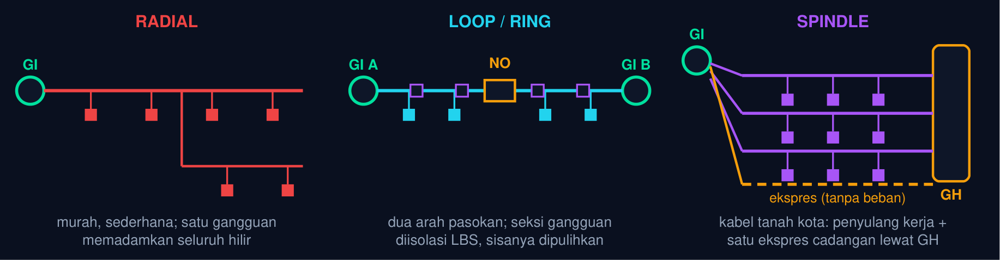 RADIAL
GI
murah, sederhana; satu gangguan
memadamkan seluruh hilir
LOOP / RING
GI A
NO
GI B
dua arah pasokan; seksi gangguan
diisolasi LBS, sisanya dipulihkan
SPINDLE
GI
ekspres (tanpa beban)
GH
kabel tanah kota: penyulang kerja +
satu ekspres cadangan lewat GH